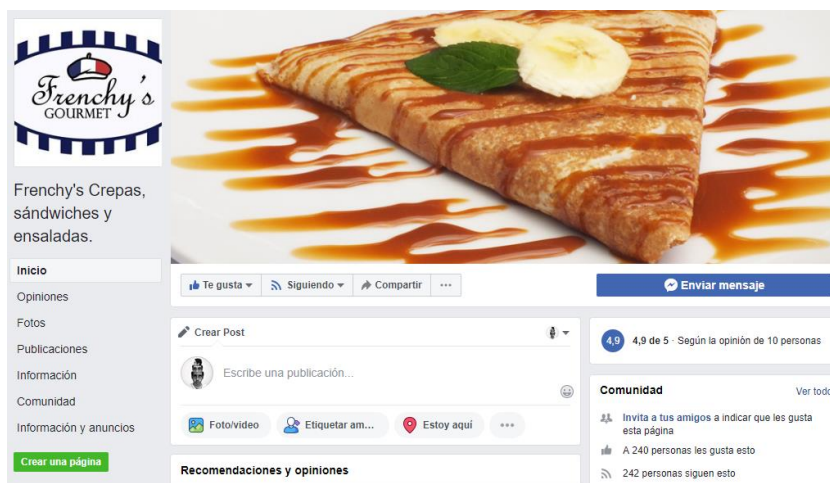 Frenchy's
GOURMET
Frenchy's Crepas,
sándwiches y
ensaladas.
Inicio
Opiniones
Fotos
Publicaciones
Información
Comunidad
Información y anuncios
Crear una página
Te gusta
Siguiendo
Compartir
...
Enviar mensaje
Crear Post
Escribe una publicación...
Foto/video
Etiquetar am...
Estoy aquí
...
Recomendaciones y opiniones
4,9
4,9 de 5 · Según la opinión de 10 personas
Comunidad
Ver todo
Invita a tus amigos a indicar que les gusta
esta página
A 240 personas les gusta esto
242 personas siguen esto